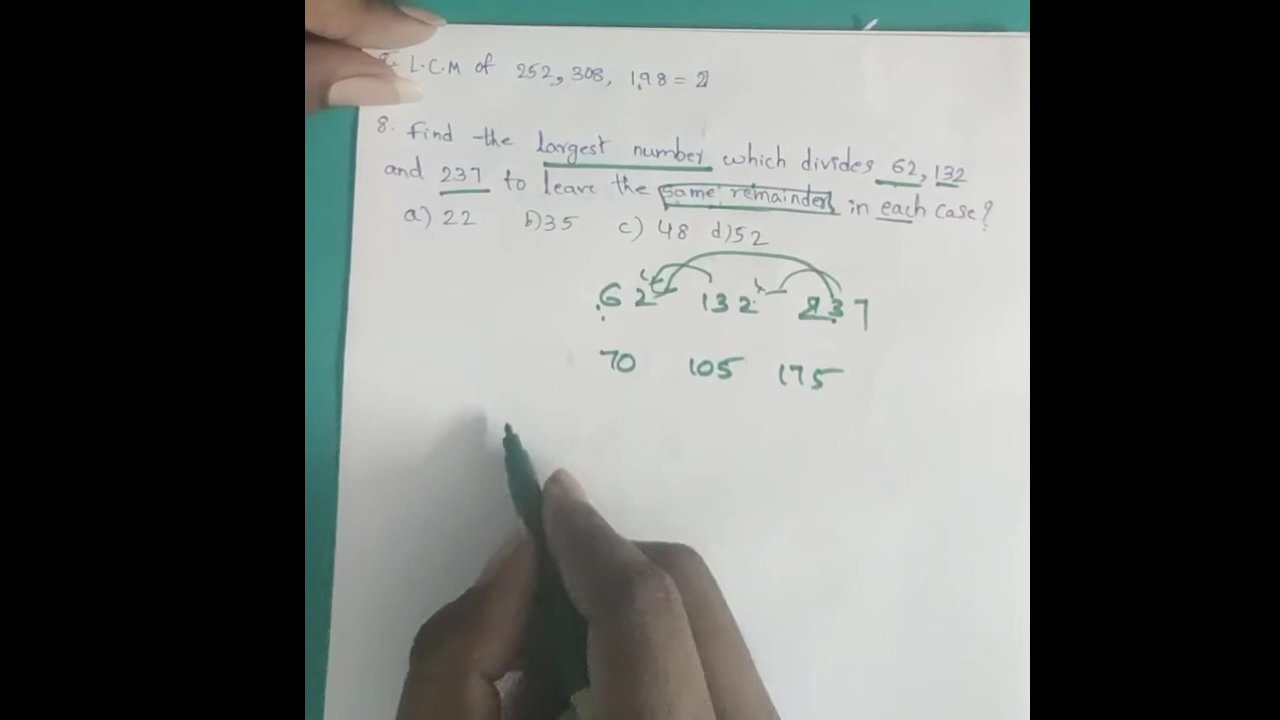 L.C.M of 252, 308, 198 = 2
8. find the largest number which divides 62, 132
and 237 to leave the same remainder in each case?
a) 22 b) 35 c) 48 d) 52
62 132 237
70 105 175